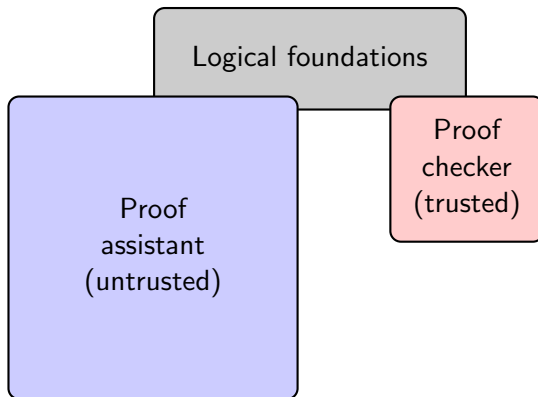 Logical foundations
Proof
assistant
(untrusted)
Proof
checker
(trusted)